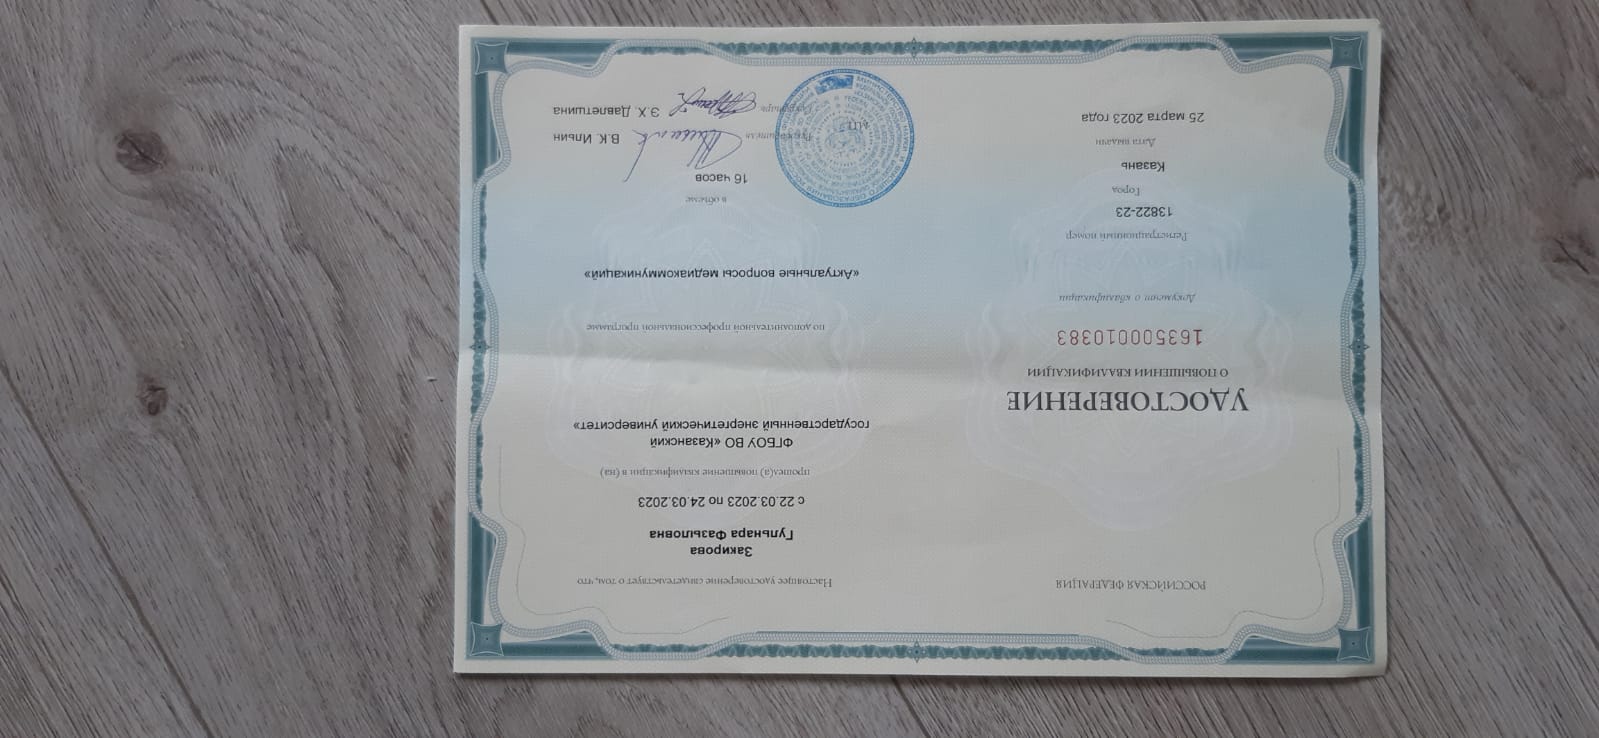 РОССИЙСКАЯ ФЕДЕРАЦИЯ
УДОСТОВЕРЕНИЕ
О ПОВЫШЕНИИ КВАЛИФИКАЦИИ
163500010383
Документ о квалификации
Регистрационный номер
13822-23
Город
Казань
Дата выдачи
25 марта 2023 года
Настоящее удостоверение свидетельствует о том, что
Закирова
Гульнара Фазыловна
с 22.03.2023 по 24.03.2023
прошел(а) повышение квалификации в (на)
ФГБОУ ВО «Казанский
государственный энергетический университет»
по дополнительной профессиональной программе
«Актуальные вопросы медиакоммуникаций»
в объеме
16 часов
Руководитель В.К Ильин
Секретарь Э.Х. Давлетшина
М.П.